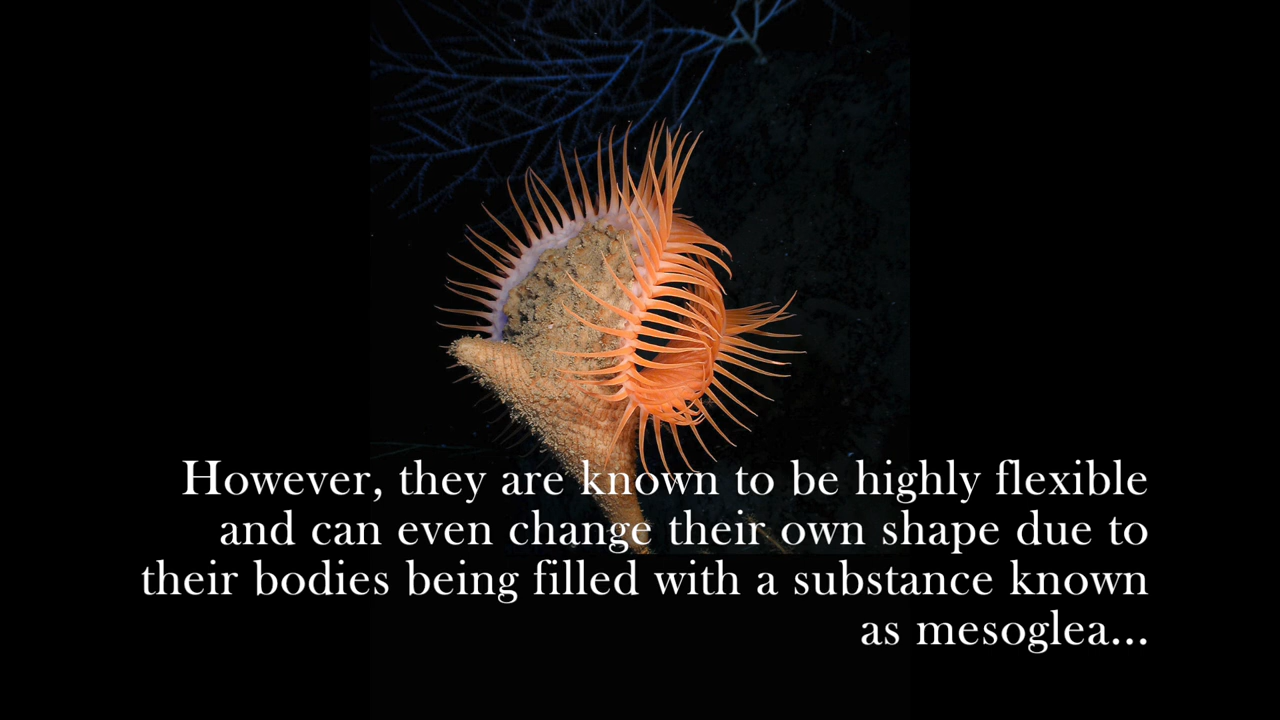 However, they are known to be highly flexible
and can even change their own shape due to
their bodies being filled with a substance known
as mesoglea...